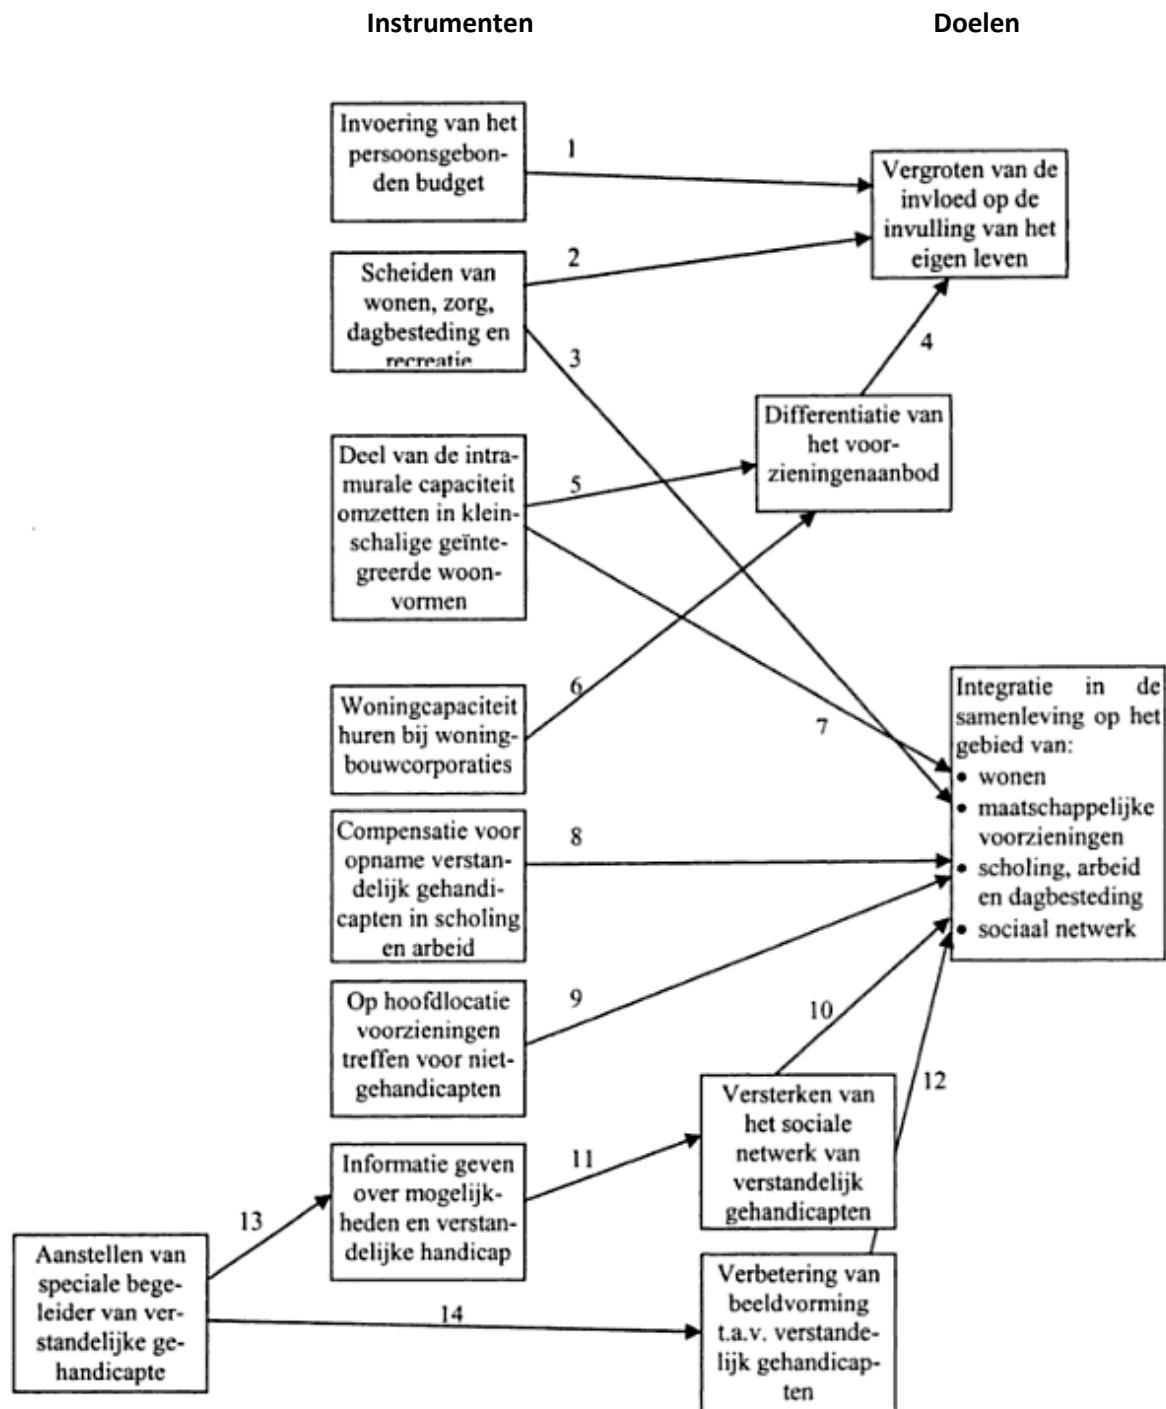 Instrumenten
Doelen
Invoering van het
persoonsgebon-
den budget
1
Vergroten van de
invloed op de
invulling van het
eigen leven
Scheiden van
wonen, zorg,
dagbesteding en
recreatie
2
3
4
Differentiatie van
het voor-
zieningenaanbod
Deel van de intra-
murale capaciteit
omzetten in klein-
schalige geïnte-
greerde woon-
vormen
5
Woningcapaciteit
huren bij woning-
bouwcorporaties
6
7
Integratie in de
samenleving op het
gebied van:
• wonen
• maatschappelijke
voorzieningen
• scholing, arbeid
en dagbesteding
• sociaal netwerk
Compensatie voor
opname verstan-
delijk gehandi-
capten in scholing
en arbeid
8
Op hoofdlocatie
voorzieningen
treffen voor niet-
gehandicapten
9
10
12
Versterken van
het sociale
netwerk van
verstandelijk
gehandicapten
Informatie geven
over mogelijk-
heden en verstan-
delijke handicap
11
13
Aanstellen van
speciale bege-
leider van ver-
standelijke ge-
handicapte
14
Verbetering van
beeldvorming
t.a.v. verstande-
lijk gehandicap-
ten